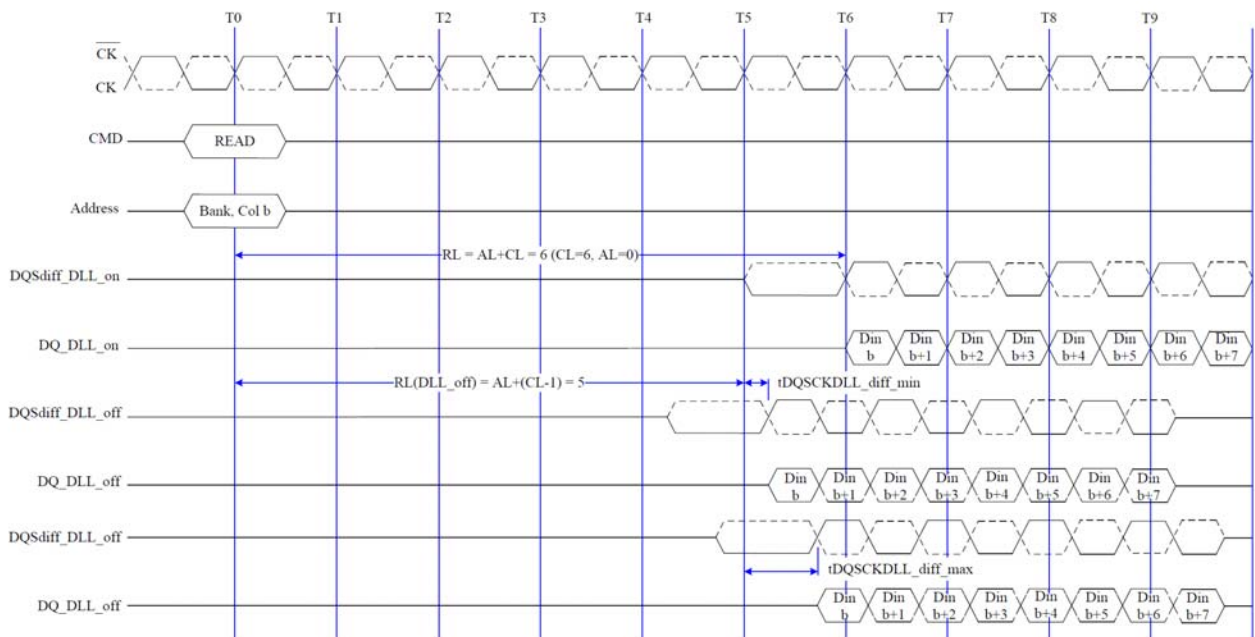 T0 T1 T2 T3 T4 T5 T6 T7 T8 T9
CK
CK
CMD READ
Address Bank, Col b
RL = AL+CL = 6 (CL=6, AL=0)
DQSdiff_DLL_on
DQ_DLL_on Din Din Din Din Din Din Din Din
b b+1 b+2 b+3 b+4 b+5 b+6 b+7
RL(DLL_off) = AL+(CL-1) = 5 tDQSCKDLL_diff_min
DQSdiff_DLL_off
DQ_DLL_off Din Din Din Din Din Din Din Din
b b+1 b+2 b+3 b+4 b+5 b+6 b+7
DQSdiff_DLL_off
tDQSCKDLL_diff_max
DQ_DLL_off Din Din Din Din Din Din Din Din
b b+1 b+2 b+3 b+4 b+5 b+6 b+7